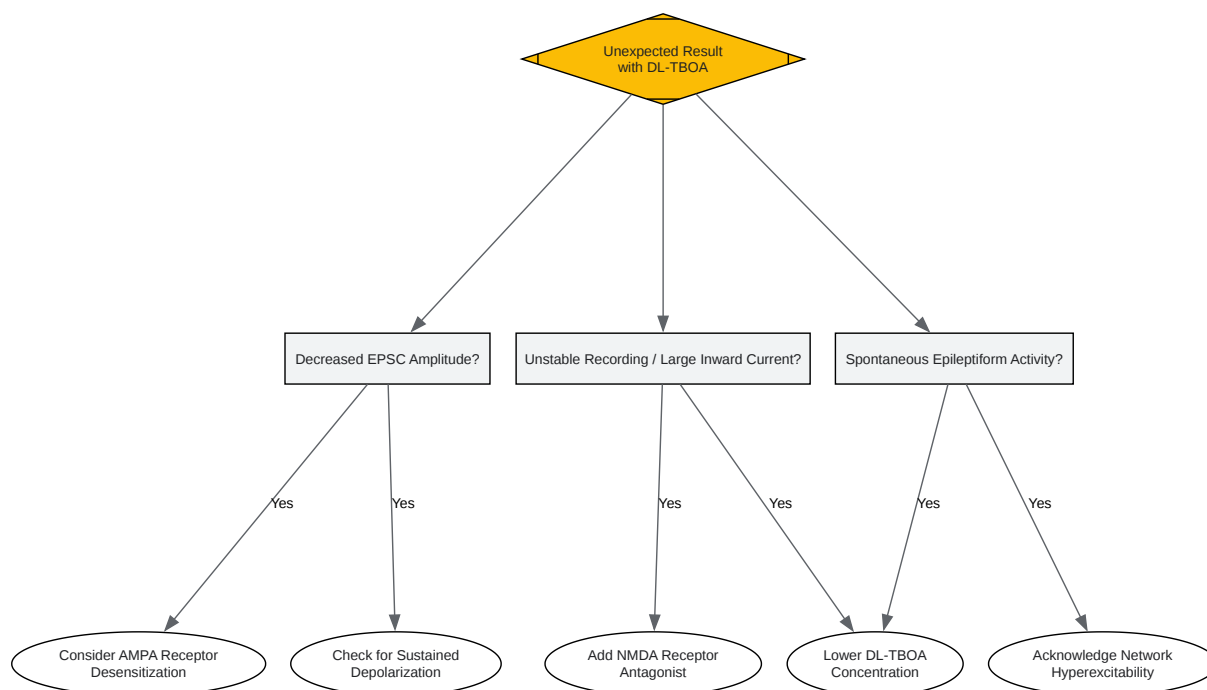 Unexpected Result
with DL-TBOA
Decreased EPSC Amplitude?
Unstable Recording / Large Inward Current?
Spontaneous Epileptiform Activity?
Yes
Yes
Yes
Yes
Yes
Yes
Consider AMPA Receptor
Desensitization
Check for Sustained
Depolarization
Add NMDA Receptor
Antagonist
Lower DL-TBOA
Concentration
Acknowledge Network
Hyperexcitability